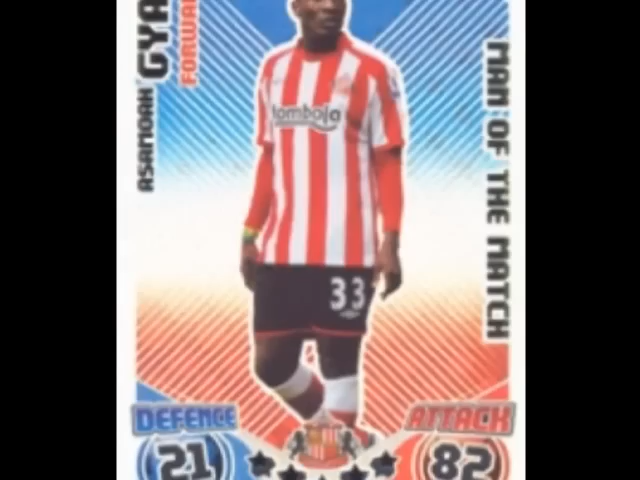 ASAMOAH
GYA
FORWA
MAN OF THE MATCH
tombola
33
DEFENCE
21
ATTACK
82